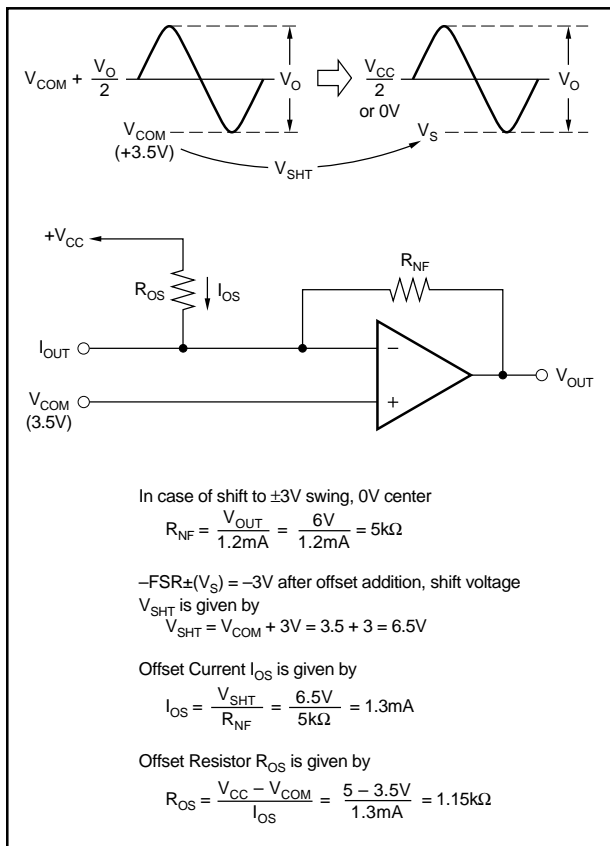 V_COM + V_O/2
V_O
V_CC/2
or 0V
V_O
V_COM
(+3.5V)
V_S
V_SHT
+V_CC
R_OS
I_OS
R_NF
I_OUT
–
V_OUT
V_COM
(3.5V)
+
In case of shift to ±3V swing, 0V center
R_NF = V_OUT/1.2mA = 6V/1.2mA = 5kΩ
–FSR±(V_S) = –3V after offset addition, shift voltage
V_SHT is given by
V_SHT = V_COM + 3V = 3.5 + 3 = 6.5V
Offset Current I_OS is given by
I_OS = V_SHT/R_NF = 6.5V/5kΩ = 1.3mA
Offset Resistor R_OS is given by
R_OS = V_CC – V_COM/I_OS = 5 – 3.5V/1.3mA = 1.15kΩ